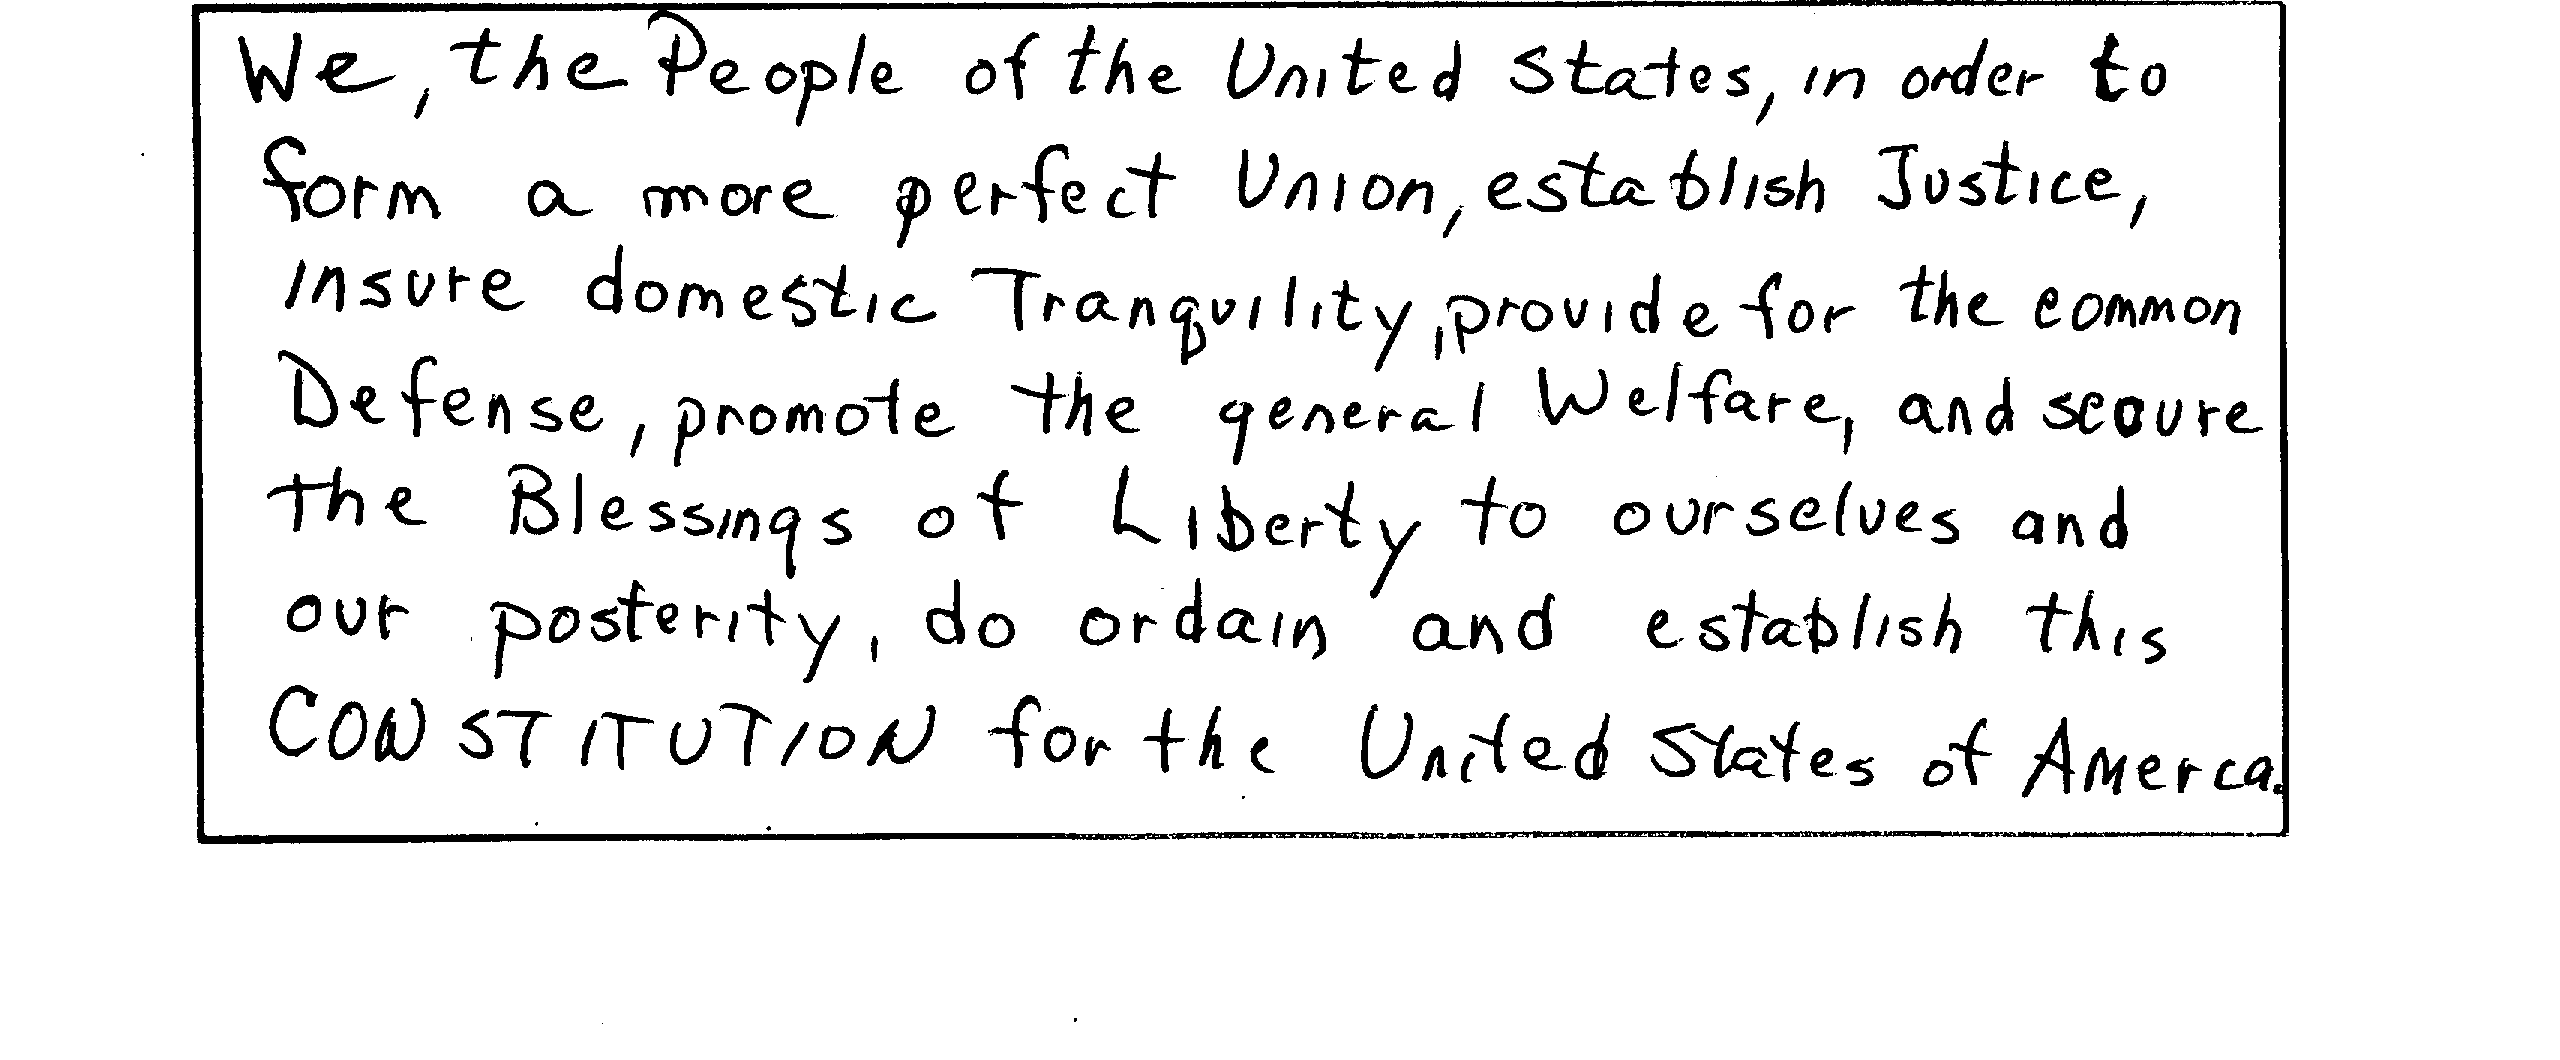 We, the People of the United States, in order to
form a more perfect Union, establish Justice,
insure domestic Tranquility, provide for the common
Defense, promote the general Welfare, and secure
the Blessings of Liberty to ourselves and
our posterity, do ordain and establish this
CONSTITUTION for the United States of Amerca.